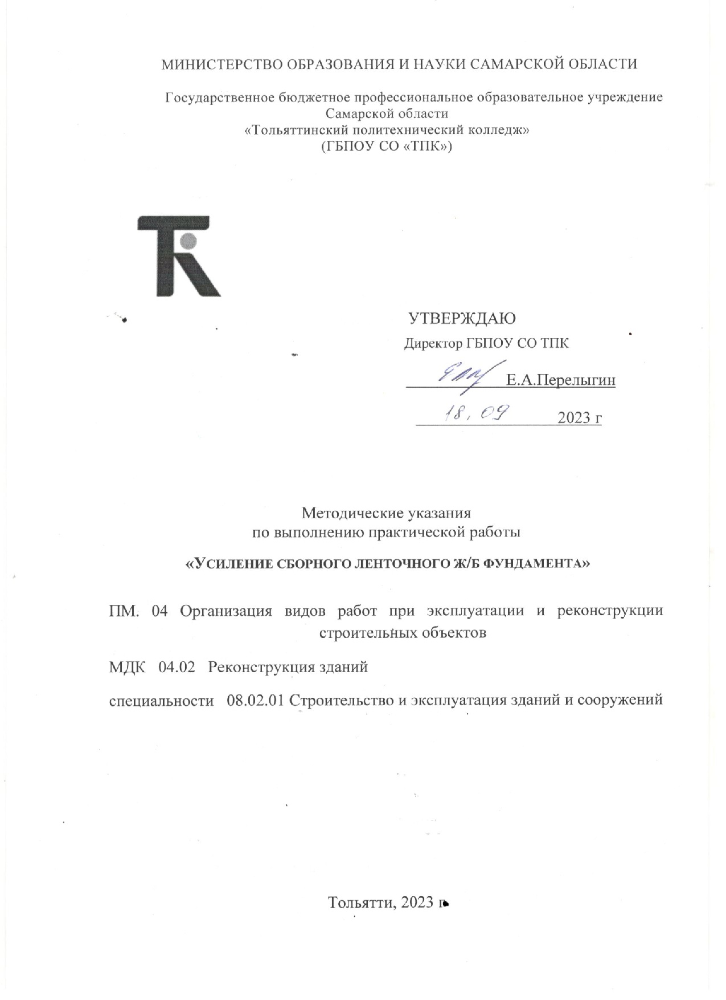 МИНИСТЕРСТВО ОБРАЗОВАНИЯ И НАУКИ САМАРСКОЙ ОБЛАСТИ
Государственное бюджетное профессиональное образовательное учреждение
Самарской области
«Тольяттинский политехнический колледж»
(ГБПОУ СО «ТПК»)
УТВЕРЖДАЮ
Директор ГБПОУ СО ТПК
Е.А.Перелыгин
18.09 2023 г
Методические указания
по выполнению практической работы
«УСИЛЕНИЕ СБОРНОГО ЛЕНТОЧНОГО Ж/Б ФУНДАМЕНТА»
ПМ. 04 Организация видов работ при эксплуатации и реконструкции
строительных объектов
МДК 04.02 Реконструкция зданий
специальности 08.02.01 Строительство и эксплуатация зданий и сооружений
Тольятти, 2023 г.